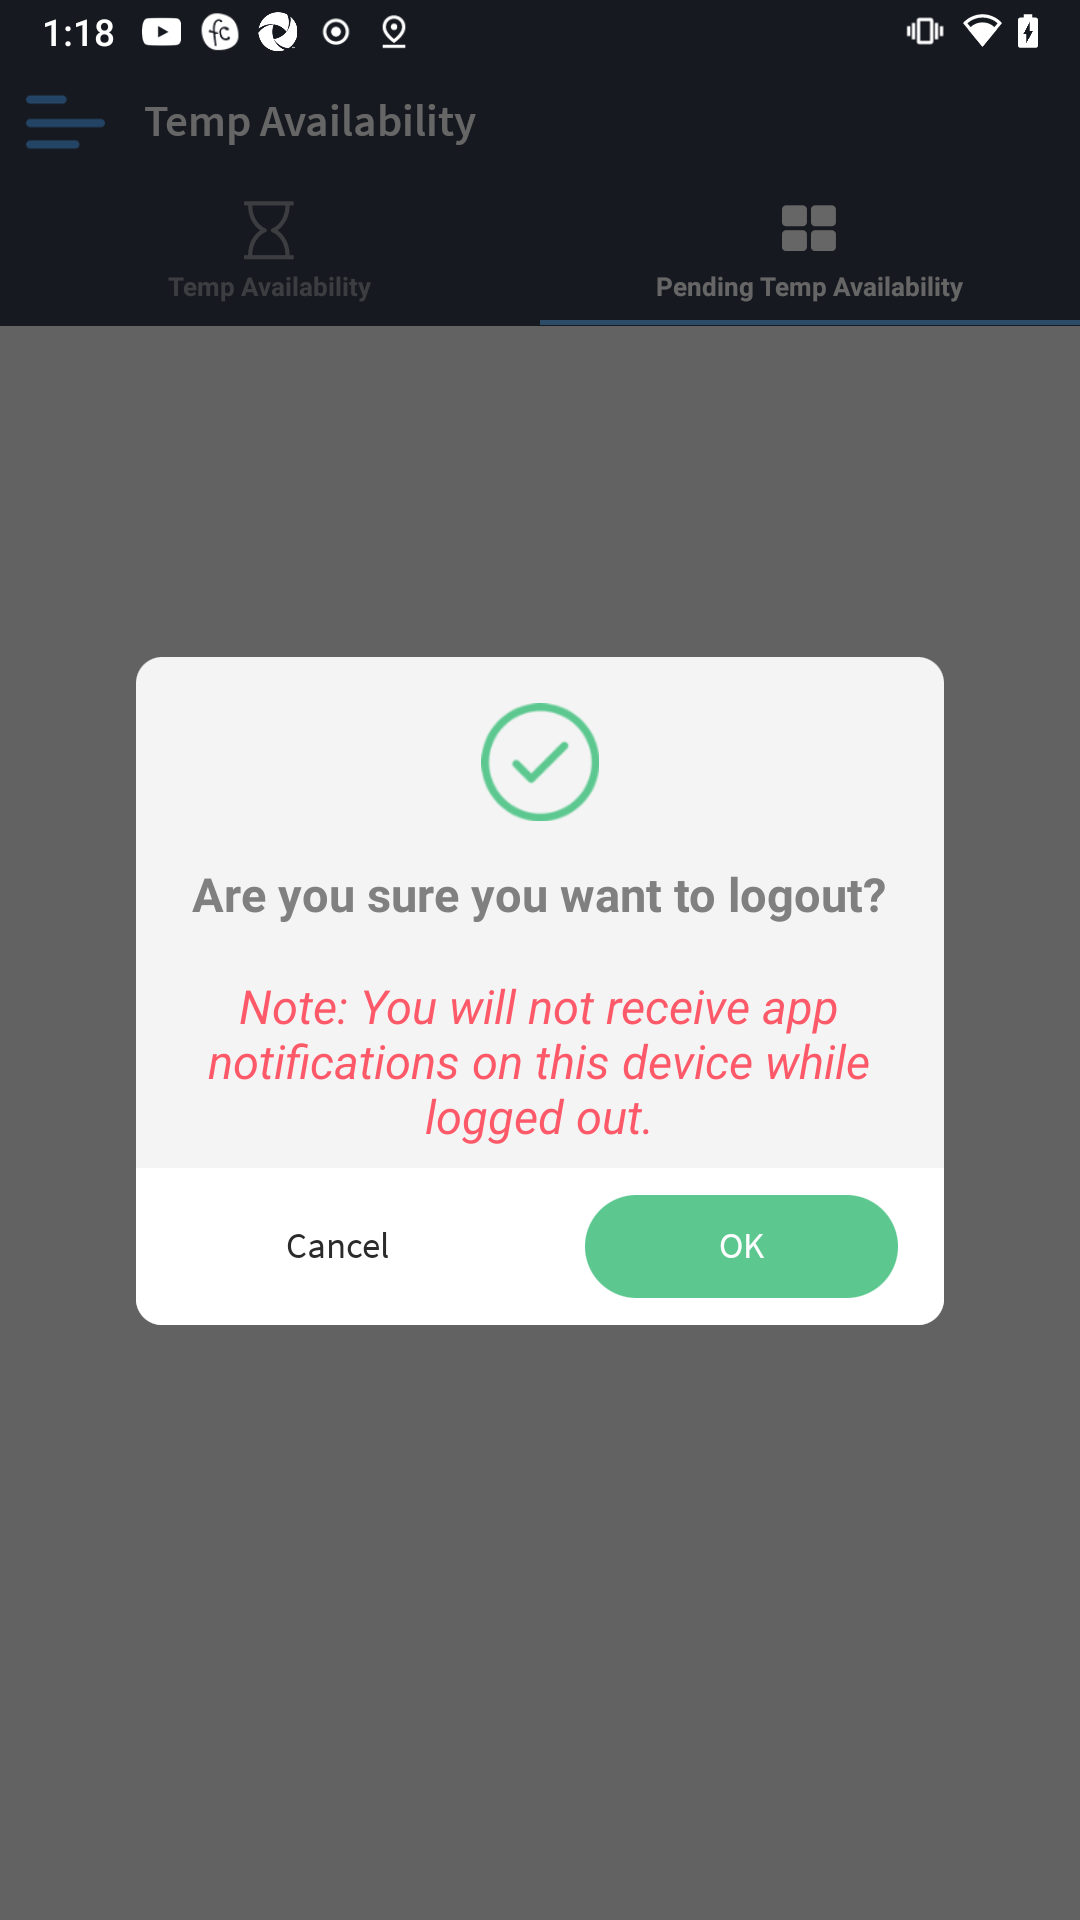 1:18
Temp Availability
Temp Availability
Pending Temp Availability
Are you sure you want to logout?
Note: You will not receive app
notifications on this device while
logged out.
Cancel
OK